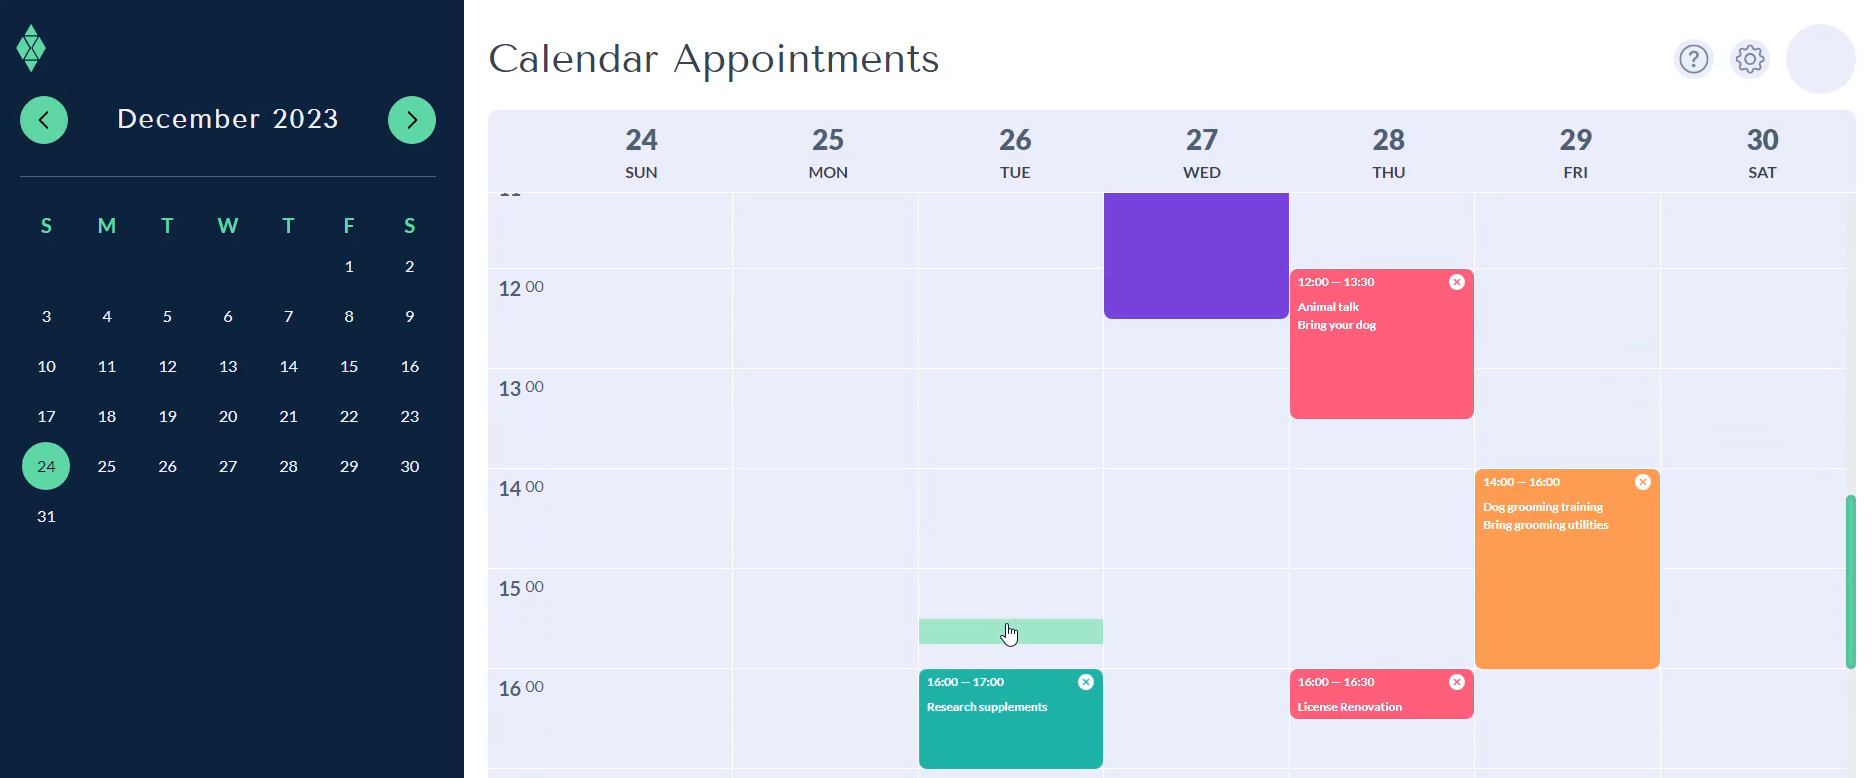 Calendar Appointments
?
December 2023
S M T W T F S
1 2
3 4 5 6 7 8 9
10 11 12 13 14 15 16
17 18 19 20 21 22 23
24 25 26 27 28 29 30
31
24 25 26 27 28 29 30
SUN MON TUE WED THU FRI SAT
12 00
12:00 — 13:30
Animal talk
Bring your dog
13 00
14 00
14:00 — 16:00
Dog grooming training
Bring grooming utilities
15 00
16 00
16:00 — 17:00
Research supplements
16:00 — 16:30
License Renovation